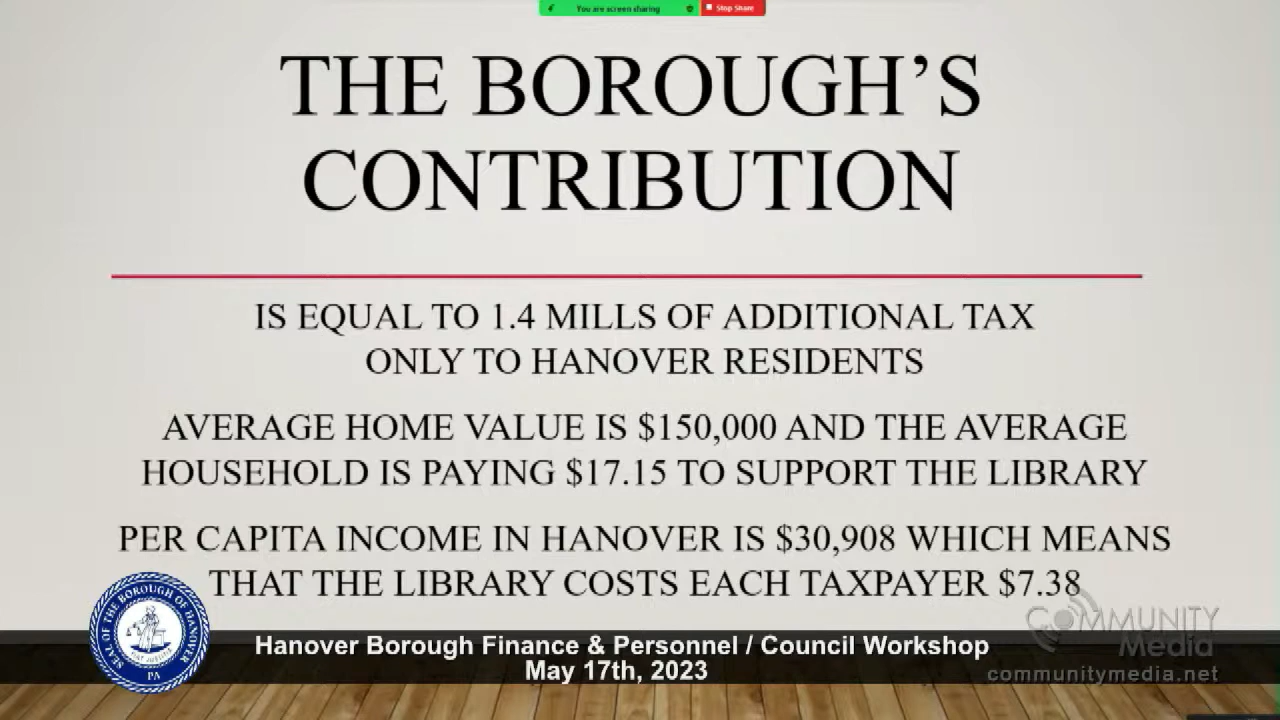 You are screen sharing
Stop Share
THE BOROUGH'S
CONTRIBUTION
IS EQUAL TO 1.4 MILLS OF ADDITIONAL TAX
ONLY TO HANOVER RESIDENTS
AVERAGE HOME VALUE IS $150,000 AND THE AVERAGE
HOUSEHOLD IS PAYING $17.15 TO SUPPORT THE LIBRARY
PER CAPITA INCOME IN HANOVER IS $30,908 WHICH MEANS
THAT THE LIBRARY COSTS EACH TAXPAYER $7.38
SEAL OF THE BOROUGH OF HANOVER
PA
Hanover Borough Finance & Personnel / Council Workshop
May 17th, 2023
COMMUNITY
Media
communitymedia.net